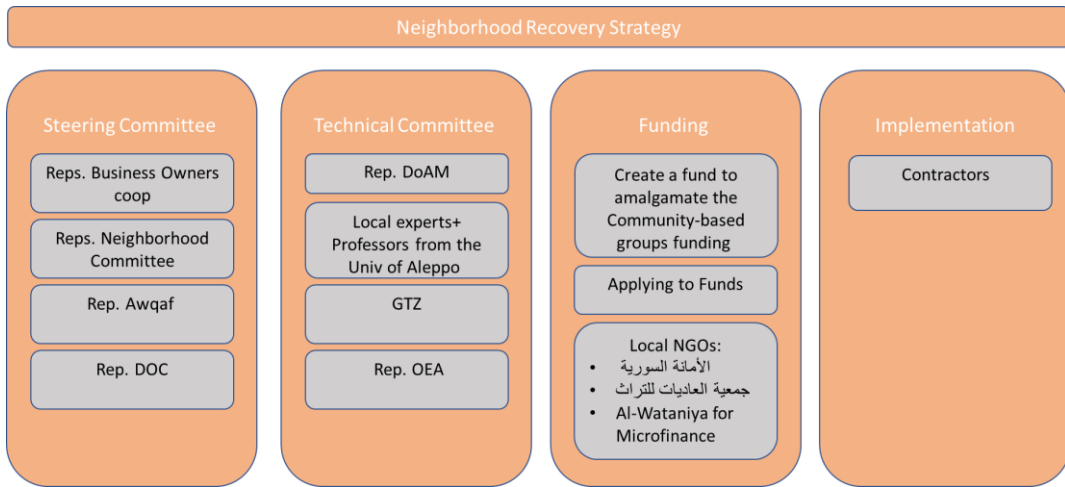 Neighborhood Recovery Strategy
Steering Committee
Reps. Business Owners
coop
Reps. Neighborhood
Committee
Rep. Awqaf
Rep. DOC
Technical Committee
Rep. DoAM
Local experts+
Professors from the
Univ of Aleppo
GTZ
Rep. OEA
Funding
Create a fund to
amalgamate the
Community-based
groups funding
Applying to Funds
Local NGOs:
• الأمانة السورية
• جمعية العاديات للتراث
• Al-Wataniya for
Microfinance
Implementation
Contractors